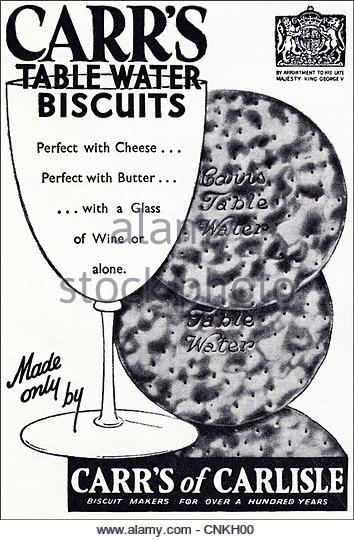 CARR'S
TABLE WATER
BISCUITS
BY APPOINTMENT TO HIS LATE
MAJESTY KING GEORGE V
Perfect with Cheese . . .
Perfect with Butter . . .
. . . with a Glass
of Wine or
alone.
Carr's
Table
Water
Table
Water
alamy
stock photo
Made
only by
CARR'S of CARLISLE
BISCUIT MAKERS FOR OVER A HUNDRED YEARS
www.alamy.com - CNKH00